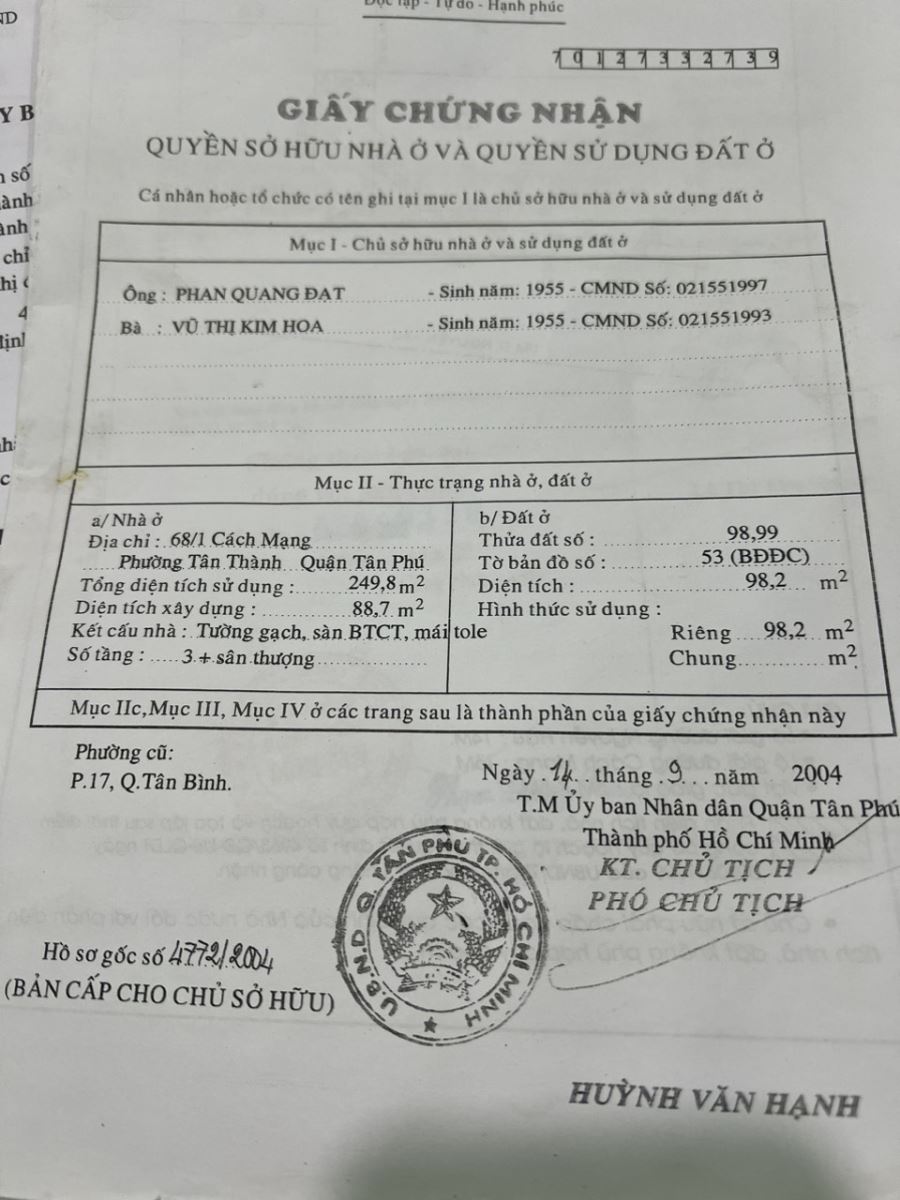 Độc lập - Tự do - Hạnh phúc
7 0 1 2 7 3 3 2 7 3 9
GIẤY CHỨNG NHẬN
QUYỀN SỞ HỮU NHÀ Ở VÀ QUYỀN SỬ DỤNG ĐẤT Ở
Cá nhân hoặc tổ chức có tên ghi tại mục I là chủ sở hữu nhà ở và sử dụng đất ở
Mục I - Chủ sở hữu nhà ở và sử dụng đất ở
Ông : PHAN QUANG ĐẠT - Sinh năm: 1955 - CMND Số: 021551997
Bà : VŨ THỊ KIM HOA - Sinh năm: 1955 - CMND Số: 021551993
Mục II - Thực trạng nhà ở, đất ở
a/ Nhà ở
Địa chỉ : 68/1 Cách Mạng
Phường Tân Thành Quận Tân Phú
Tổng diện tích sử dụng : 249,8 m2
Diện tích xây dựng : 88,7 m2
Kết cấu nhà : Tường gạch, sàn BTCT, mái tole
Số tầng : 3 + sân thượng
b/ Đất ở
Thửa đất số : 98,99
Tờ bản đồ số : 53 (BĐĐC)
Diện tích : 98,2 m2
Hình thức sử dụng :
Riêng 98,2 m2
Chung m2
Mục IIc,Mục III, Mục IV ở các trang sau là thành phần của giấy chứng nhận này
Phường cũ:
P.17, Q.Tân Bình.
Ngày 14 tháng 9 năm 2004
T.M Ủy ban Nhân dân Quận Tân Phú
Thành phố Hồ Chí Minh
KT. CHỦ TỊCH
PHÓ CHỦ TỊCH
U.B.N.D Q. TÂN PHÚ TP. HỒ CHÍ MINH
Hồ sơ gốc số 4772/2004
(BẢN CẤP CHO CHỦ SỞ HỮU)
HUỲNH VĂN HẠNH